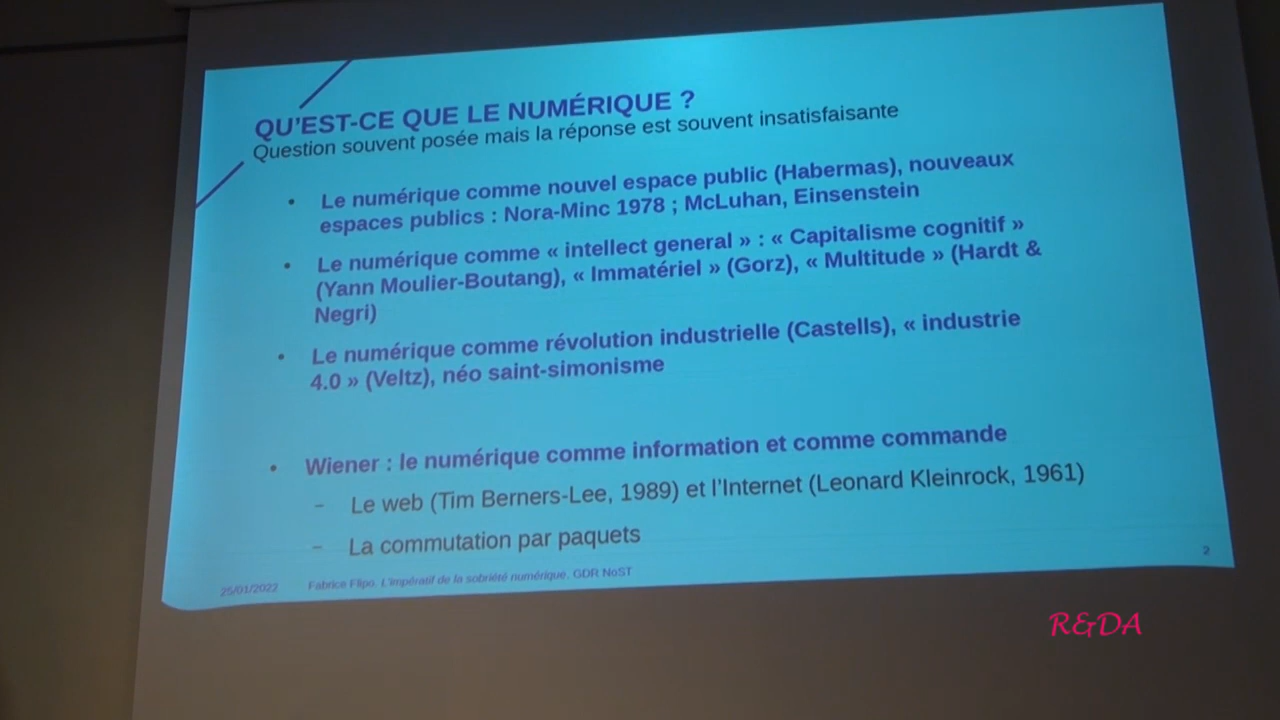 QU'EST-CE QUE LE NUMÉRIQUE ?
Question souvent posée mais la réponse est souvent insatisfaisante
• Le numérique comme nouvel espace public (Habermas), nouveaux
espaces publics : Nora-Minc 1978 ; McLuhan, Einsenstein
• Le numérique comme « intellect general » : « Capitalisme cognitif »
(Yann Moulier-Boutang), « Immatériel » (Gorz), « Multitude » (Hardt &
Negri)
• Le numérique comme révolution industrielle (Castells), « industrie
4.0 » (Veltz), néo saint-simonisme
• Wiener : le numérique comme information et comme commande
– Le web (Tim Berners-Lee, 1989) et l'Internet (Leonard Kleinrock, 1961)
– La commutation par paquets
25/01/2022 Fabrice Flipo. L'impératif de la sobriété numérique. GDR NoST 2
R&DA